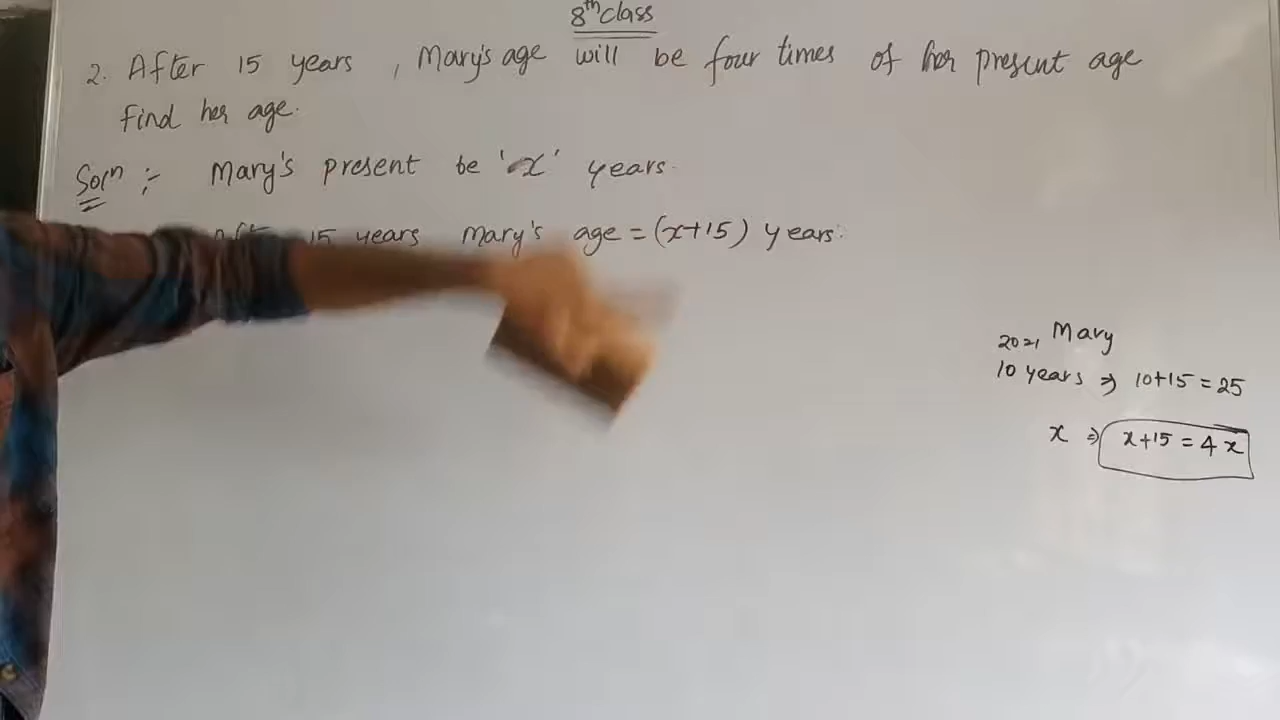 8th class
2. After 15 years , Mary's age will be four times of her present age
Find her age.
Soln :- Mary's present be 'x' years.
15 years Mary's age = (x+15) years.
2021 Mary
10 years ⇒ 10+15 = 25
x ⇒ x+15 = 4x